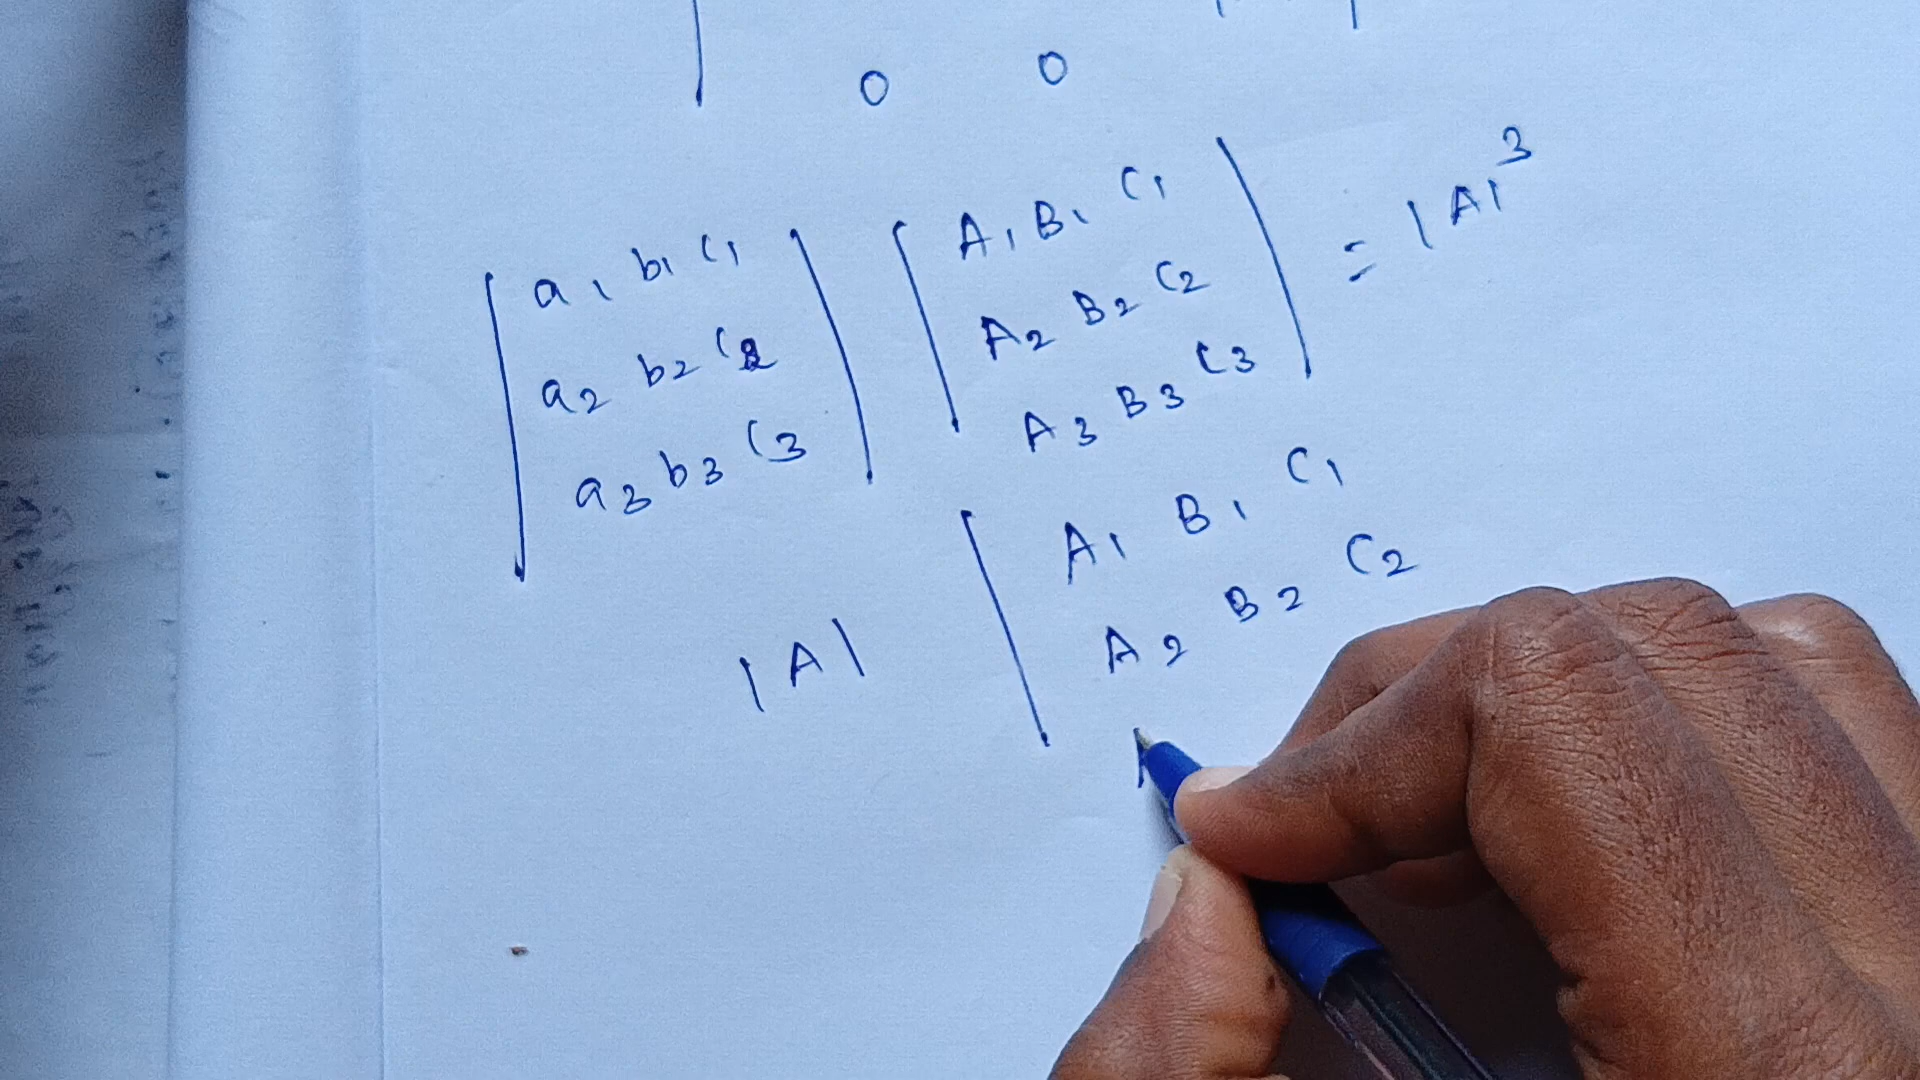 0 0
| a1 b1 c1 | | A1 B1 C1 | = |A|³
| a2 b2 c2 | | A2 B2 C2 |
| a3 b3 c3 | | A3 B3 C3 |
|A| | A1 B1 C1
A2 B2 C2